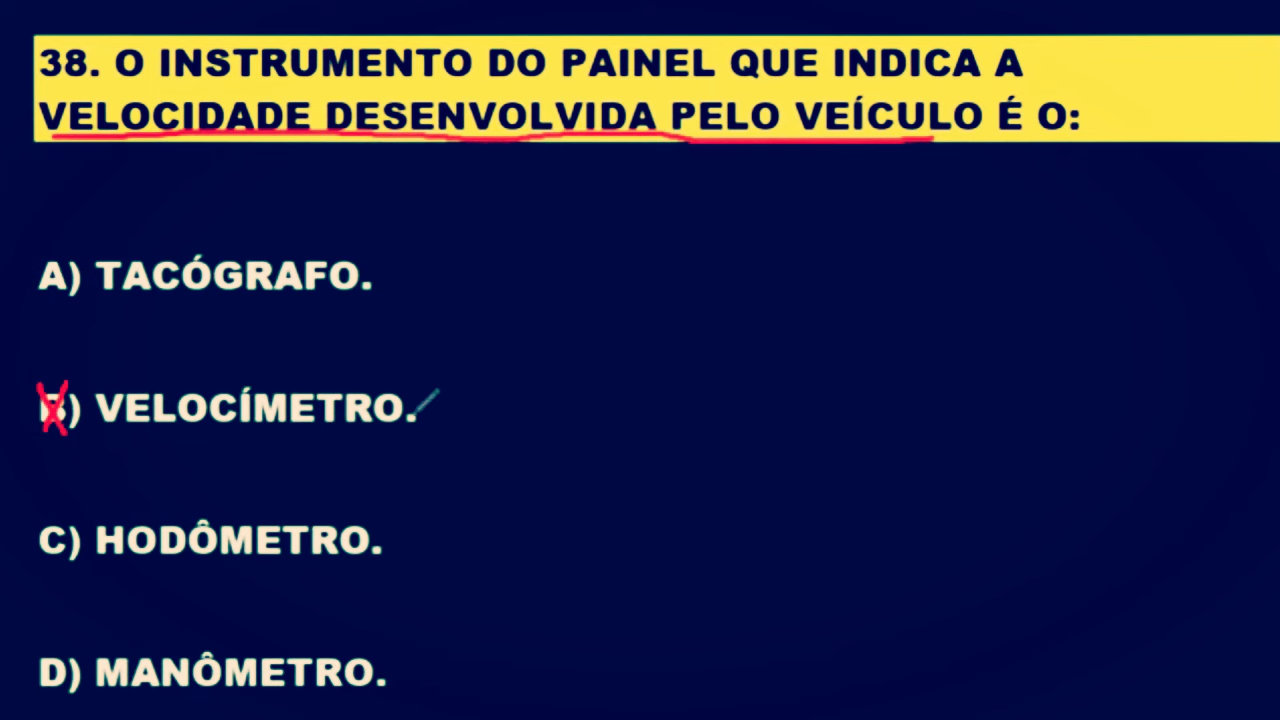 38. O INSTRUMENTO DO PAINEL QUE INDICA A
VELOCIDADE DESENVOLVIDA PELO VEÍCULO É O:
A) TACÓGRAFO.
B) VELOCÍMETRO.
C) HODÔMETRO.
D) MANÔMETRO.